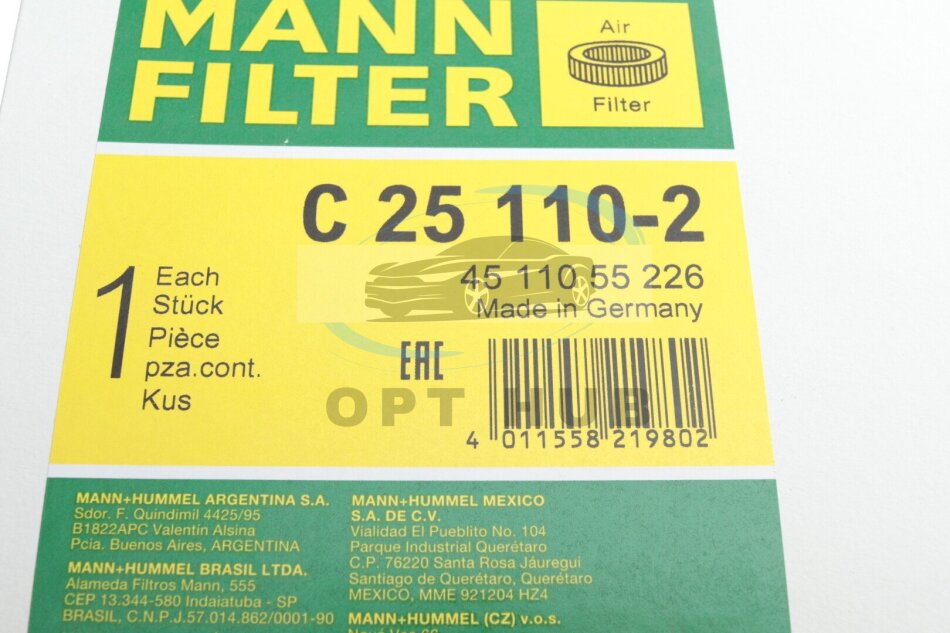 MANN
FILTER
Air
Filter
C 25 110-2
45 110 55 226
Made in Germany
1
Each
Stück
Pièce
pza.cont.
Kus
EAC
OPT HUB
4 011558 219802
MANN+HUMMEL ARGENTINA S.A.
Sdor. F. Quindimil 4425/95
B1822APC Valentín Alsina
Pcia. Buenos Aires, ARGENTINA
MANN+HUMMEL BRASIL LTDA.
Alameda Filtros Mann, 555
CEP 13.344-580 Indaiatuba - SP
BRASIL, C.N.P.J.57.014.862/0001-90
MANN+HUMMEL MEXICO
S.A. DE C.V.
Vialidad El Pueblito No. 104
Parque Industrial Querétaro
C.P. 76220 Santa Rosa Jáuregui
Santiago de Querétaro, Querétaro
MEXICO, MME 921204 HZ4
MANN+HUMMEL (CZ) v.o.s.